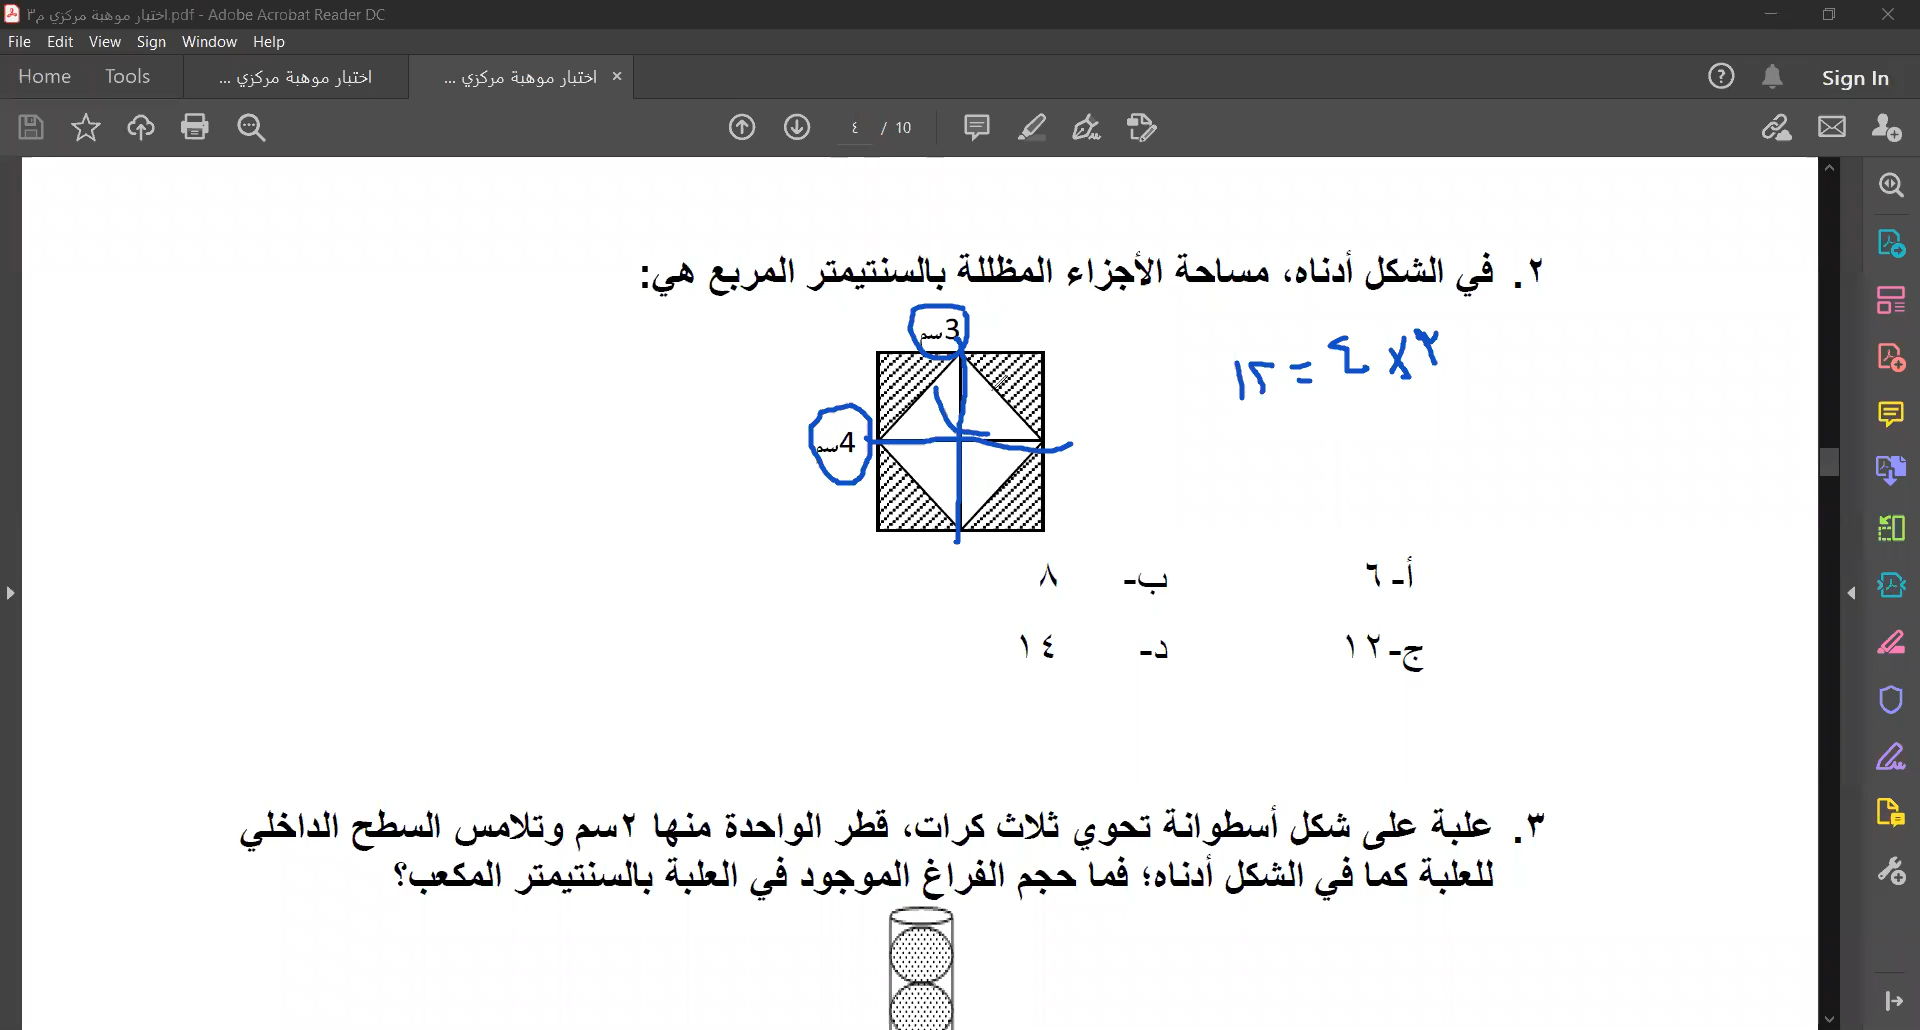 اختبار موهبة مركزي م٣.pdf - Adobe Acrobat Reader DC
File Edit View Sign Window Help
Home Tools اختبار موهبة مركزي ... اختبار موهبة مركزي ... × Sign In
٤ / 10
٢. في الشكل أدناه، مساحة الأجزاء المظللة بالسنتيمتر المربع هي:
3سم
٣ × ٤ = ١٢
4سم
أ- ٦ ب- ٨
ج- ١٢ د- ١٤
٣. علبة على شكل أسطوانة تحوي ثلاث كرات، قطر الواحدة منها ٢سم وتلامس السطح الداخلي
للعلبة كما في الشكل أدناه؛ فما حجم الفراغ الموجود في العلبة بالسنتيمتر المكعب؟